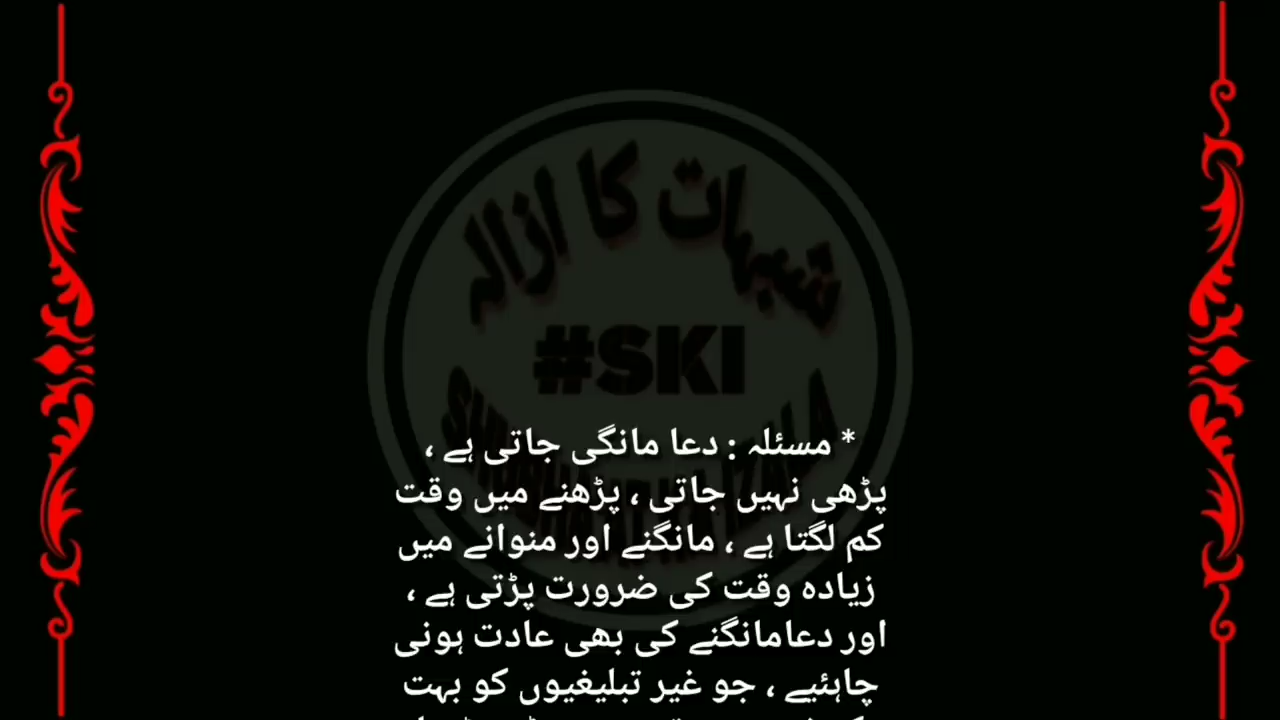 شبہات کا ازالہ
#SKI
* مسئلہ : دعا مانگی جاتی ہے ،
پڑھی نہیں جاتی ، پڑھنے میں وقت
کم لگتا ہے ، مانگنے اور منوانے میں
زیادہ وقت کی ضرورت پڑتی ہے ،
اور دعامانگنے کی بھی عادت ہونی
چاہئیے ، جو غیر تبلیغیوں کو بہت